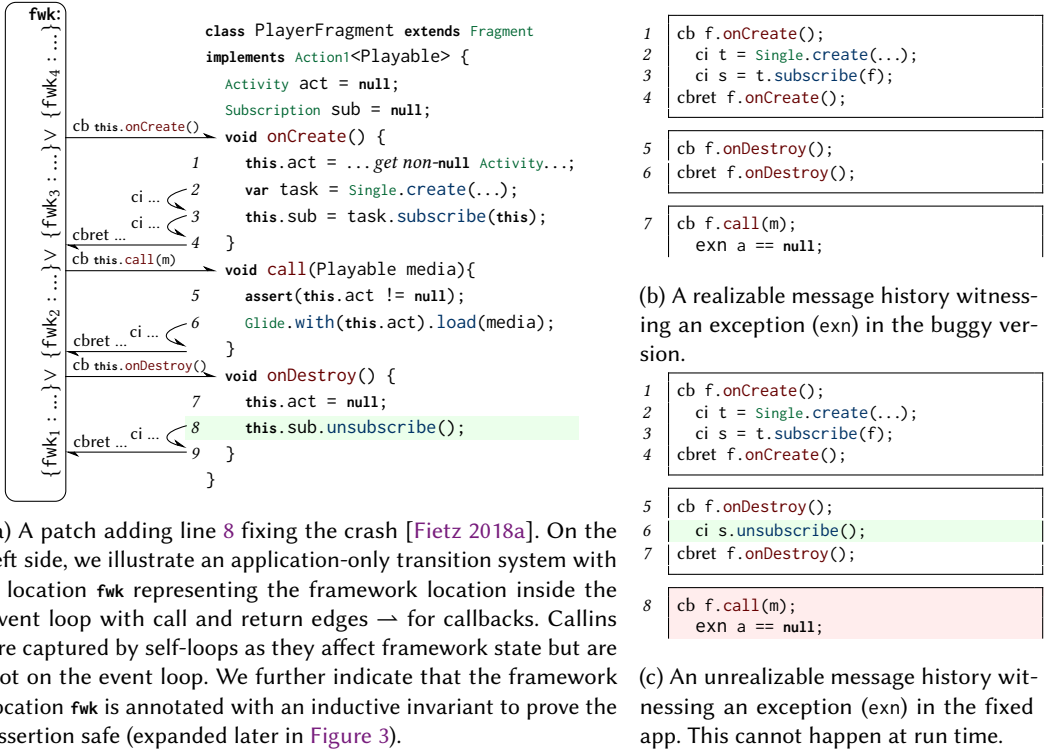 fwk:
{fwk1 : ...} ∨ {fwk2 : ...} ∨ {fwk3 : ...} ∨ {fwk4 : ...}
class PlayerFragment extends Fragment
implements Action1<Playable> {
Activity act = null;
Subscription sub = null;
cb this.onCreate()
void onCreate() {
1 this.act = ...get non-null Activity...;
ci ... 2 var task = Single.create(...);
ci ... 3 this.sub = task.subscribe(this);
cbret ... 4 }
cb this.call(m)
void call(Playable media){
5 assert(this.act != null);
ci ... 6 Glide.with(this.act).load(media);
cbret ... }
cb this.onDestroy()
void onDestroy() {
7 this.act = null;
ci ... 8 this.sub.unsubscribe();
cbret ... 9 }
}
a) A patch adding line 8 fixing the crash [Fietz 2018a]. On the
eft side, we illustrate an application-only transition system with
location fwk representing the framework location inside the
vent loop with call and return edges ⇀ for callbacks. Callins
re captured by self-loops as they affect framework state but are
ot on the event loop. We further indicate that the framework
ocation fwk is annotated with an inductive invariant to prove the
ssertion safe (expanded later in Figure 3).
1 cb f.onCreate();
2 ci t = Single.create(...);
3 ci s = t.subscribe(f);
4 cbret f.onCreate();
5 cb f.onDestroy();
6 cbret f.onDestroy();
7 cb f.call(m);
exn a == null;
(b) A realizable message history witness-
ing an exception (exn) in the buggy ver-
sion.
1 cb f.onCreate();
2 ci t = Single.create(...);
3 ci s = t.subscribe(f);
4 cbret f.onCreate();
5 cb f.onDestroy();
6 ci s.unsubscribe();
7 cbret f.onDestroy();
8 cb f.call(m);
exn a == null;
(c) An unrealizable message history wit-
nessing an exception (exn) in the fixed
app. This cannot happen at run time.